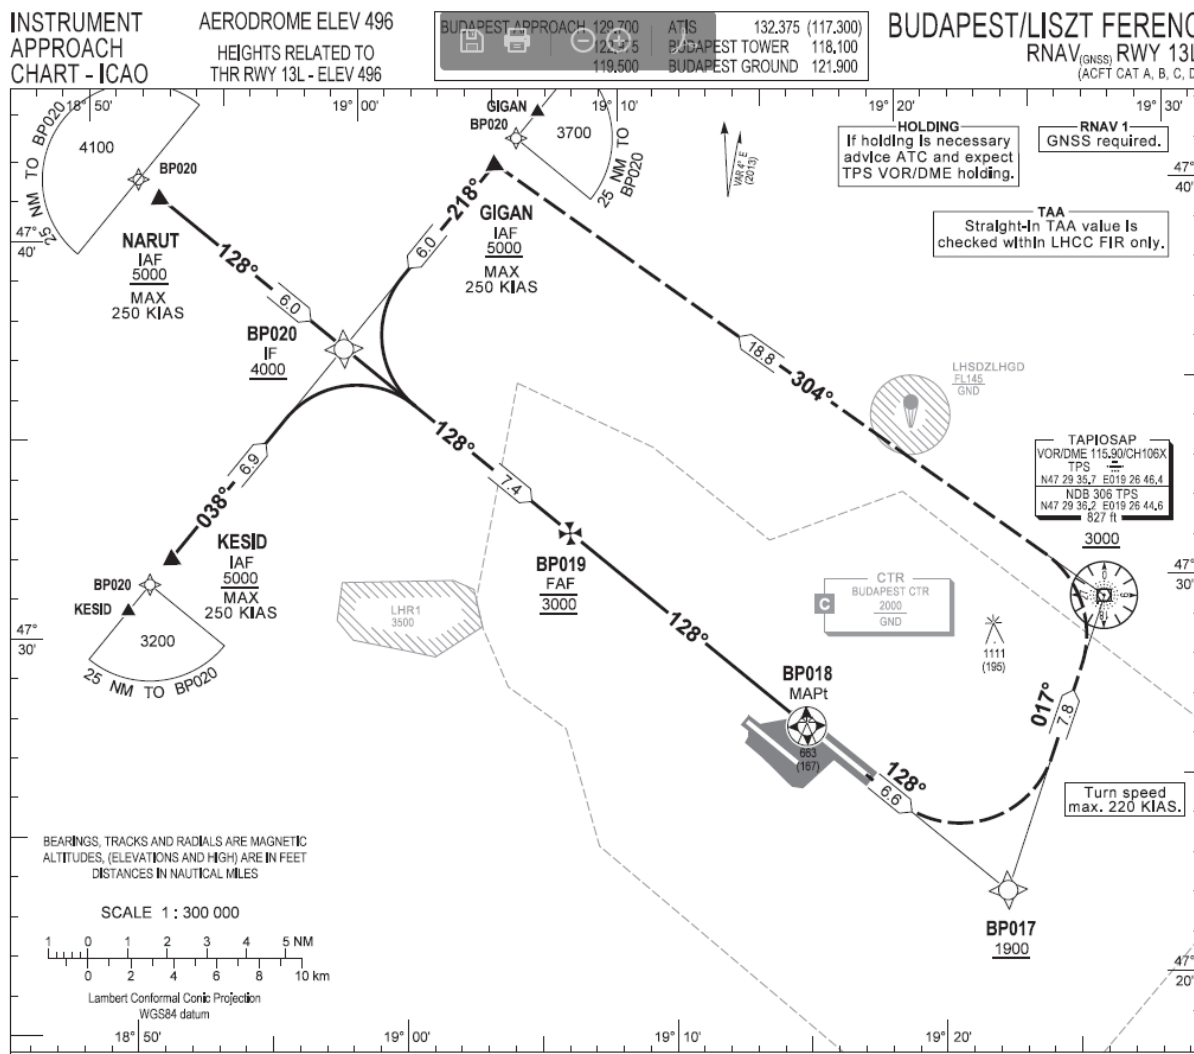 INSTRUMENT
APPROACH
CHART - ICAO
AERODROME ELEV 496
HEIGHTS RELATED TO
THR RWY 13L - ELEV 496
BUDAPEST APPROACH 129.700 ATIS 132.375 (117.300)
BUDAPEST TOWER 118.100
119.500 BUDAPEST GROUND 121.900
BUDAPEST/LISZT FERENC
RNAV(GNSS) RWY 13L
(ACFT CAT A, B, C, D
18° 50'
19° 00'
19° 10'
19° 20'
19° 30'
4100
BP020
25 NM TO BP020
GIGAN
BP020
3700
25 NM TO BP020
VAR 4° E
(2013)
HOLDING
If holding is necessary
advice ATC and expect
TPS VOR/DME holding.
RNAV 1
GNSS required.
TAA
Straight-in TAA value is
checked within LHCC FIR only.
47°
40'
47°
40'
NARUT
IAF
5000
MAX
250 KIAS
128°
6.0
218°
6.0
GIGAN
IAF
5000
MAX
250 KIAS
BP020
IF
4000
18.8
304°
LHSDZLHGD
FL145
GND
128°
7.4
038°
6.9
KESID
IAF
5000
MAX
250 KIAS
BP020
KESID
3200
25 NM TO BP020
TAPIOSAP
VOR/DME 115.90/CH106X
TPS
N47 29 35.7 E019 26 46.4
NDB 306 TPS
N47 29 36.2 E019 26 44.6
827 ft
3000
BP019
FAF
3000
LHR1
3500
CTR
BUDAPEST CTR
C
2000
GND
1111
(195)
47°
30'
47°
30'
128°
BP018
MAPt
663
(167)
128°
6.6
017°
7.8
Turn speed
max. 220 KIAS.
BP017
1900
BEARINGS, TRACKS AND RADIALS ARE MAGNETIC
ALTITUDES, (ELEVATIONS AND HIGH) ARE IN FEET
DISTANCES IN NAUTICAL MILES
SCALE 1 : 300 000
1 0 1 2 3 4 5 NM
0 2 4 6 8 10 km
Lambert Conformal Conic Projection
WGS84 datum
47°
20'
18° 50'
19° 00'
19° 10'
19° 20'